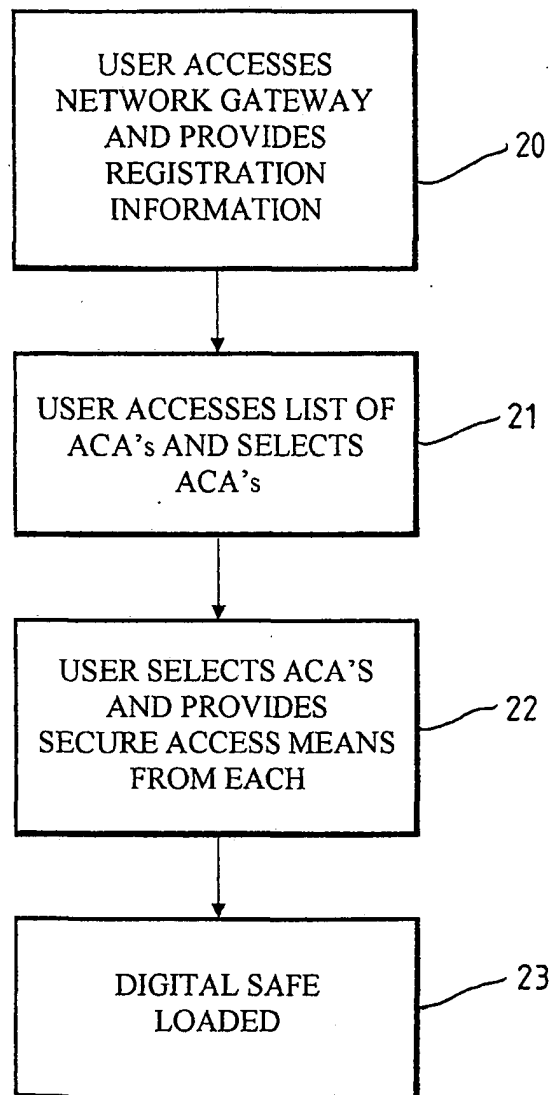 USER ACCESSES
NETWORK GATEWAY
AND PROVIDES
REGISTRATION
INFORMATION
20
USER ACCESSES LIST OF
ACA's AND SELECTS
ACA's
21
USER SELECTS ACA'S
AND PROVIDES
SECURE ACCESS MEANS
FROM EACH
22
DIGITAL SAFE
LOADED
23